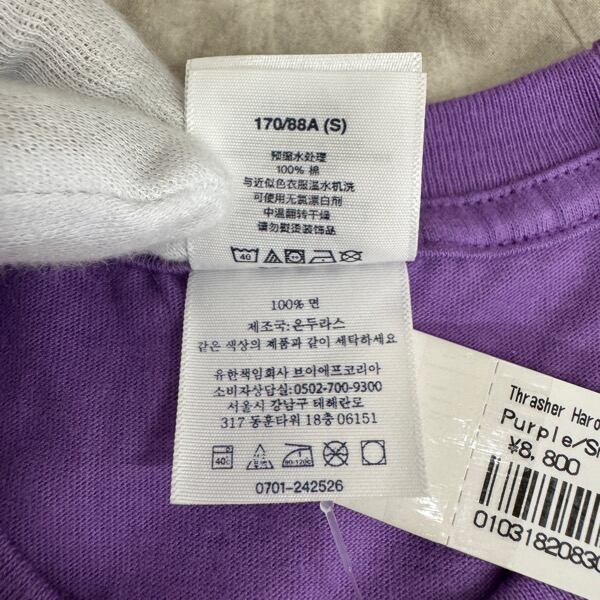 170/88A (S)
预缩水处理
100% 棉
与近似色衣服温水机洗
可使用无氯漂白剂
中温翻转干燥
请勿熨烫装饰品
40
100% 면
제조국:온두라스
같은 색상의 제품과 같이 세탁하세요
유한책임회사 브이에프코리아
소비자상담실:0502-700-9300
서울시 강남구 테헤란로
317 동훈타워 18층 06151
40°
80-120°
0701-242526
Thrasher Haro
Purple/S
¥8,800
0103182083